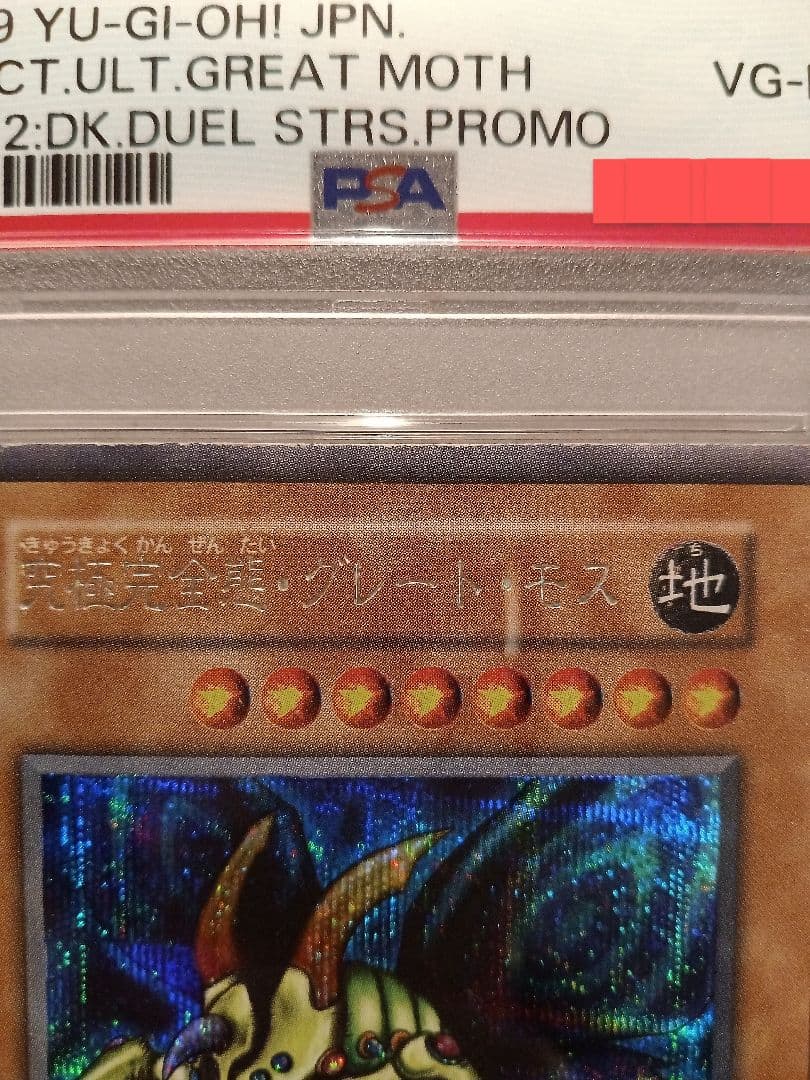 9 YU-GI-OH! JPN.
CT.ULT.GREAT MOTH VG-
2:DK.DUEL STRS.PROMO
PSA
きゅうきょくかんぜんたい
究極完全態・グレート・モス
ち
地